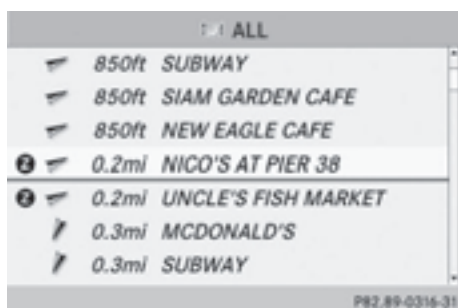 ALL
850ft SUBWAY
850ft SIAM GARDEN CAFE
850ft NEW EAGLE CAFE
Z 0.2mi NICO'S AT PIER 38
Z 0.2mi UNCLE'S FISH MARKET
0.3mi MCDONALD'S
0.3mi SUBWAY
P82.89-0316-31